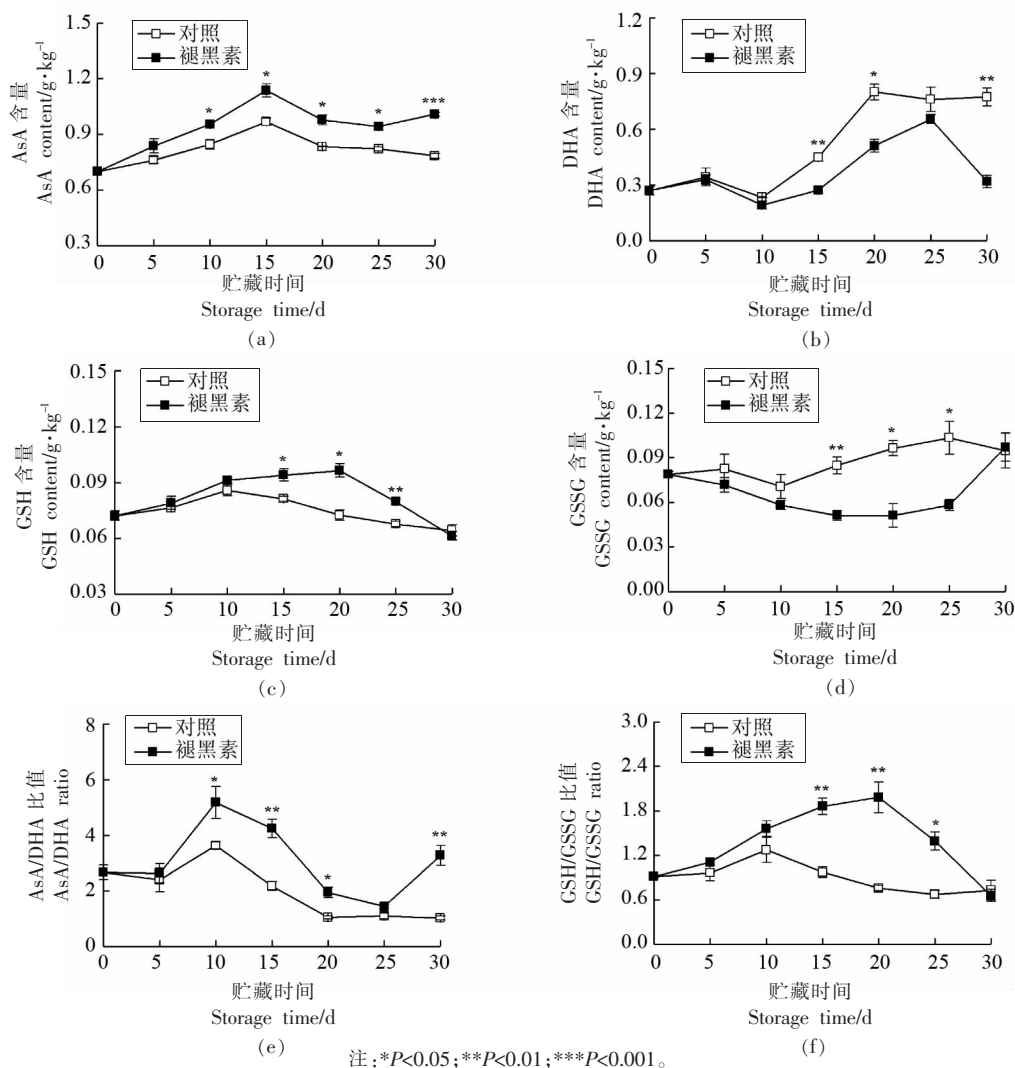 AsA 含量
AsA content/g·kg⁻¹
1.5
1.2
0.9
0.6
0.3
对照
褪黑素
* * * * ***
0 5 10 15 20 25 30
贮藏时间
Storage time/d
(a)
DHA 含量
DHA content/g·kg⁻¹
1.2
0.9
0.6
0.3
0.0
对照
褪黑素
** * **
0 5 10 15 20 25 30
贮藏时间
Storage time/d
(b)
GSH 含量
GSH content/g·kg⁻¹
0.15
0.12
0.09
0.06
0.03
对照
褪黑素
* * **
0 5 10 15 20 25 30
贮藏时间
Storage time/d
(c)
GSSG 含量
GSSG content/g·kg⁻¹
0.15
0.12
0.09
0.06
0.03
0.00
对照
褪黑素
** * *
0 5 10 15 20 25 30
贮藏时间
Storage time/d
(d)
AsA/DHA 比值
AsA/DHA ratio
8
6
4
2
0
对照
褪黑素
* ** * **
0 5 10 15 20 25 30
贮藏时间
Storage time/d
(e)
GSH/GSSG 比值
GSH/GSSG ratio
3.0
2.4
1.8
1.2
0.6
0.0
对照
褪黑素
** ** *
0 5 10 15 20 25 30
贮藏时间
Storage time/d
(f)
注:*P<0.05;**P<0.01;***P<0.001。